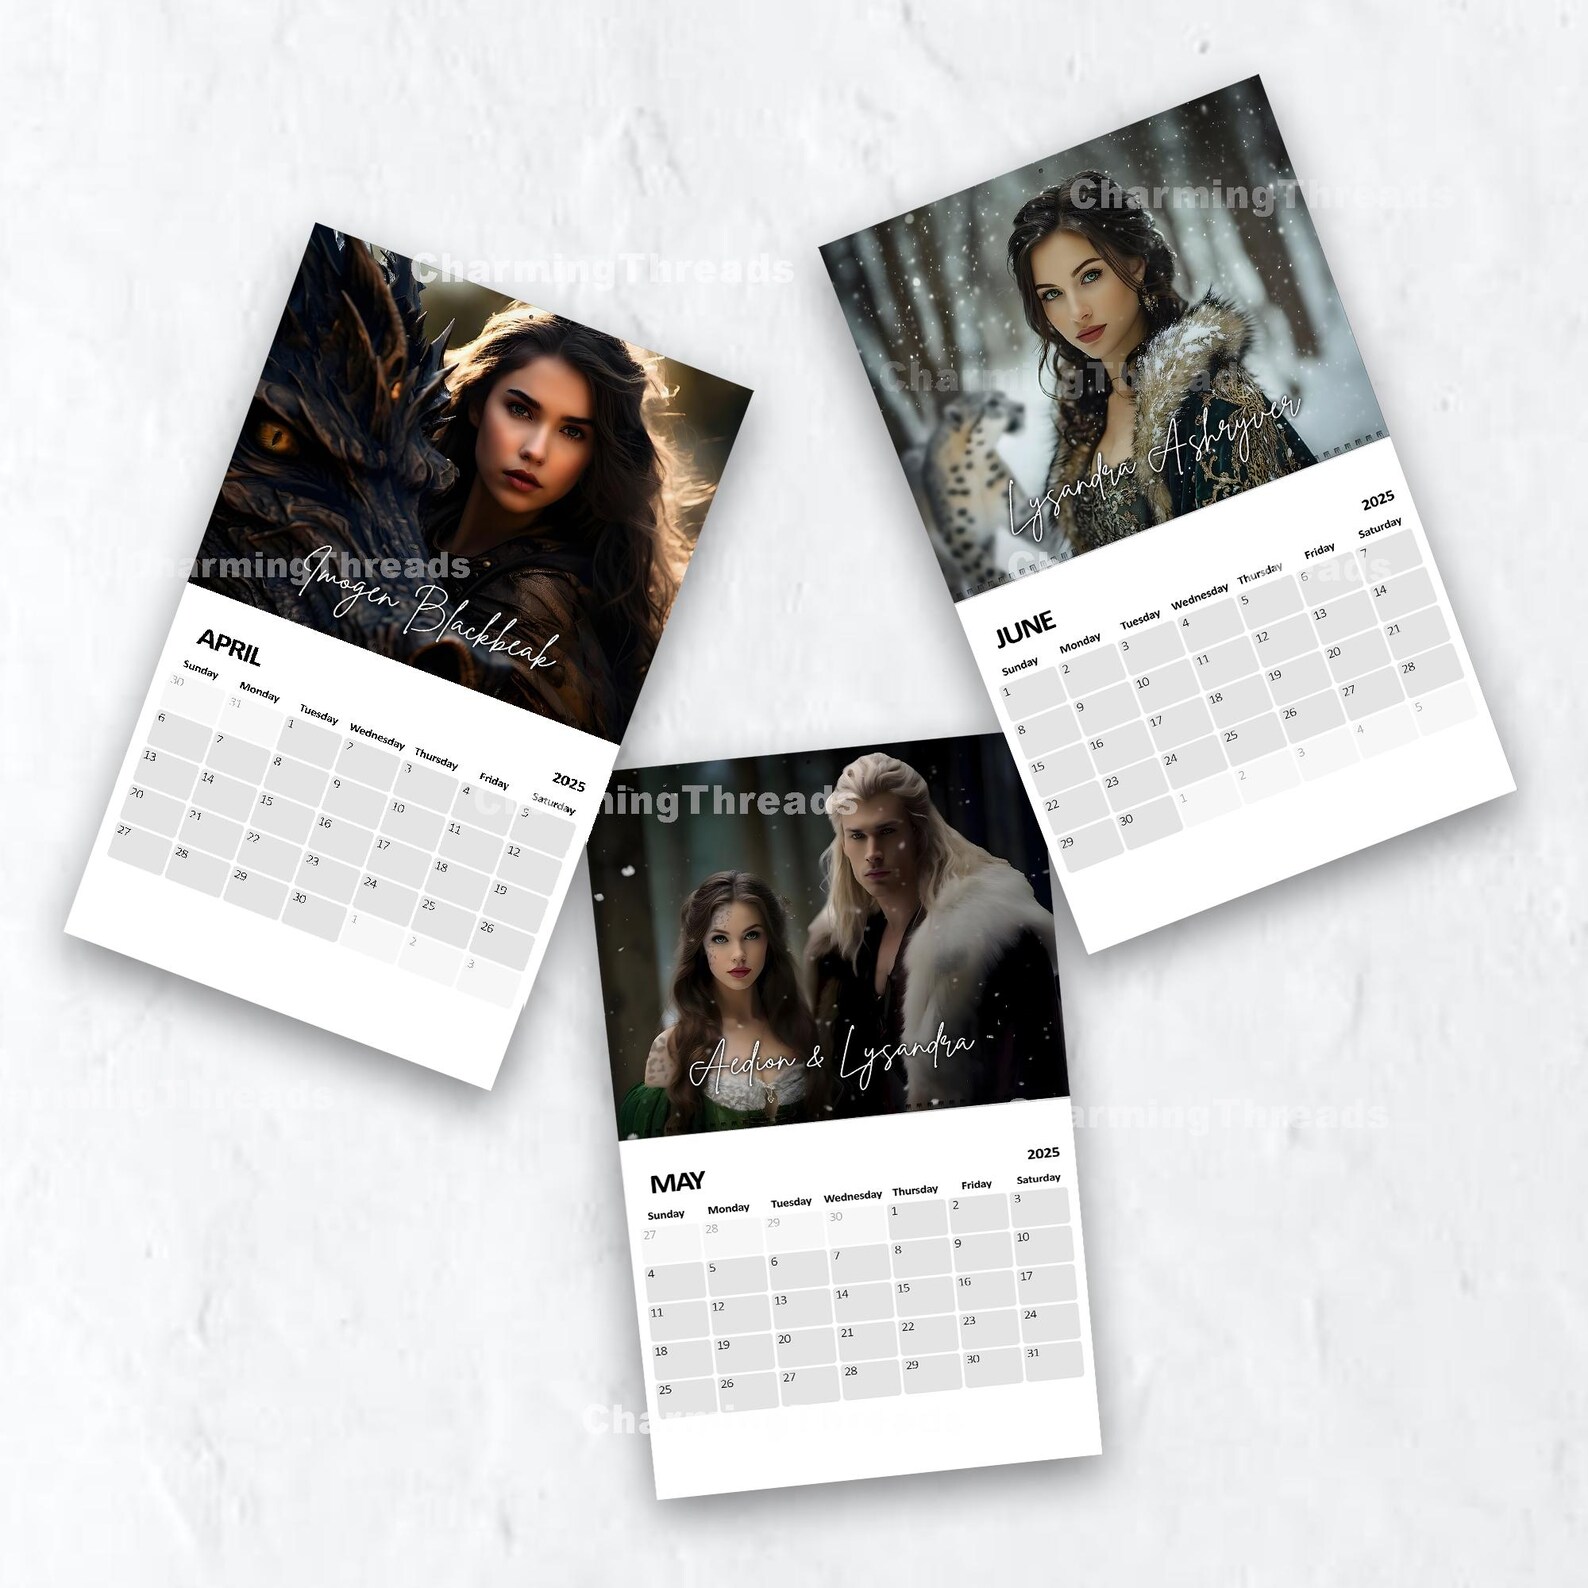 CharmingThreads
CharmingThreads
CharmingThreads
Lysandra Ashryver
CharmingThreads
Imogen Blackbeak
CharmingThreads
APRIL
2025
Sunday Monday Tuesday Wednesday Thursday Friday Saturday
30 31 1 2 3 4 5
6 7 8 9 10 11 12
13 14 15 16 17 18 19
20 21 22 23 24 25 26
27 28 29 30 1 2 3
JUNE
2025
Sunday Monday Tuesday Wednesday Thursday Friday Saturday
1 2 3 4 5 6 7
8 9 10 11 12 13 14
15 16 17 18 19 20 21
22 23 24 25 26 27 28
29 30 1 2 3 4 5
CharmingThreads
Aedion & Lysandra
CharmingThreads
CharmingThreads
MAY
2025
Sunday Monday Tuesday Wednesday Thursday Friday Saturday
27 28 29 30 1 2 3
4 5 6 7 8 9 10
11 12 13 14 15 16 17
18 19 20 21 22 23 24
25 26 27 28 29 30 31
CharmingThreads